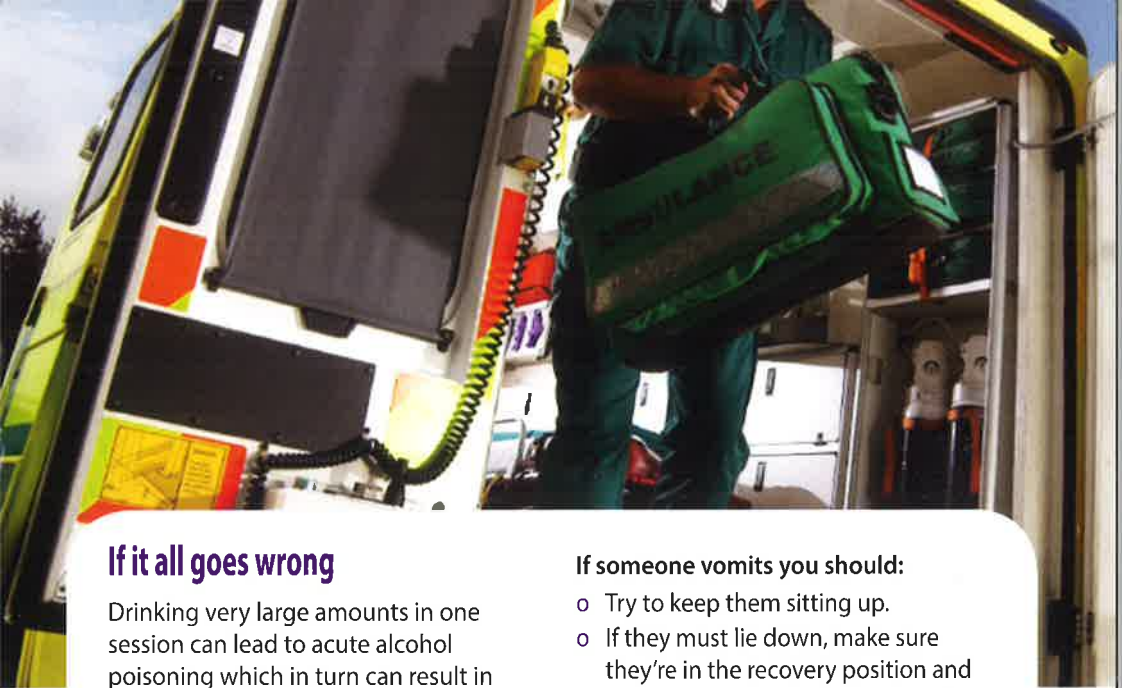 AMBULANCE
If it all goes wrong
Drinking very large amounts in one
session can lead to acute alcohol
poisoning which in turn can result in
If someone vomits you should:
o Try to keep them sitting up.
o If they must lie down, make sure
they're in the recovery position and